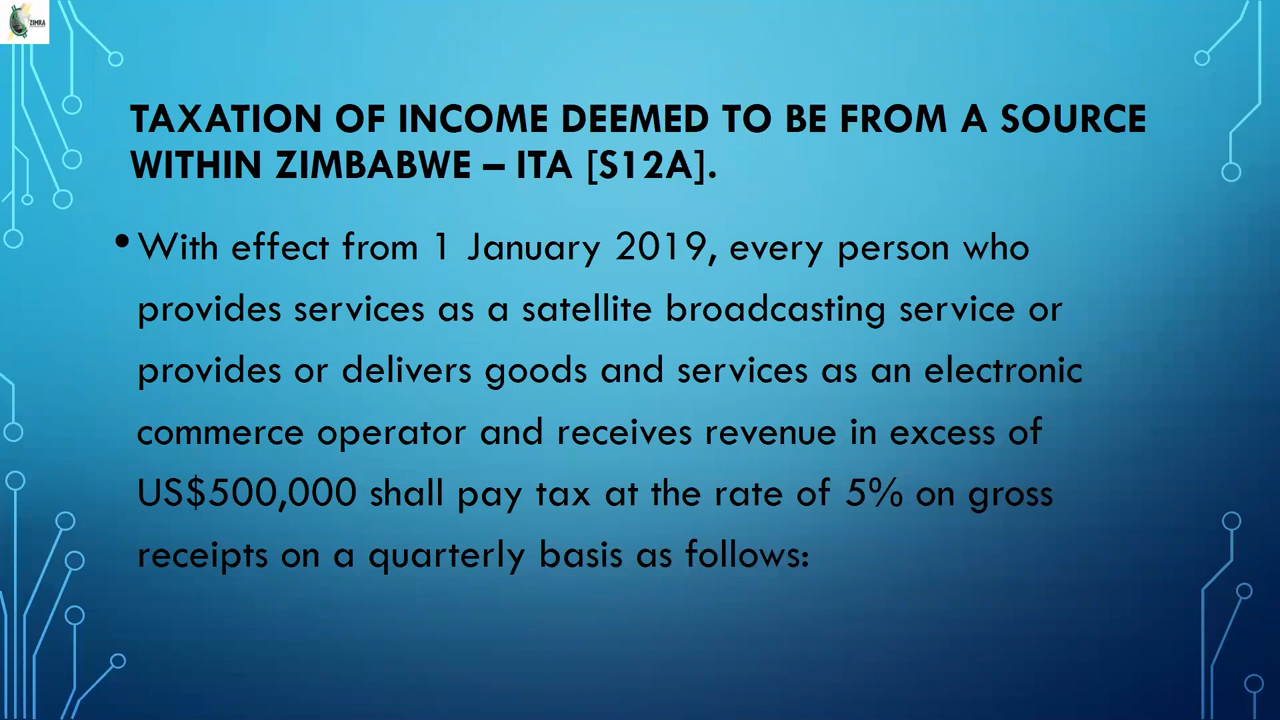 ZIMRA
TAXATION OF INCOME DEEMED TO BE FROM A SOURCE
WITHIN ZIMBABWE – ITA [S12A].
• With effect from 1 January 2019, every person who
provides services as a satellite broadcasting service or
provides or delivers goods and services as an electronic
commerce operator and receives revenue in excess of
US$500,000 shall pay tax at the rate of 5% on gross
receipts on a quarterly basis as follows: